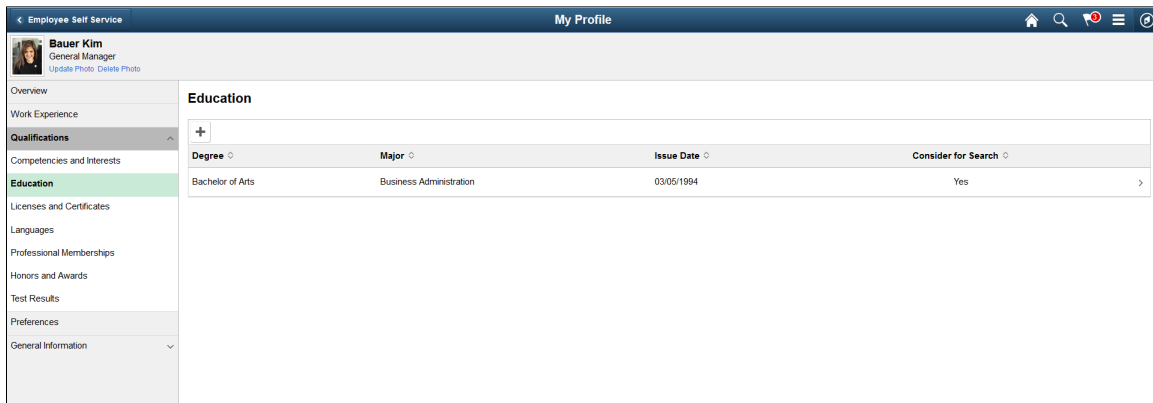 Employee Self Service
My Profile
3
Bauer Kim
General Manager
Update Photo Delete Photo
Overview
Work Experience
Qualifications
Competencies and Interests
Education
Licenses and Certificates
Languages
Professional Memberships
Honors and Awards
Test Results
Preferences
General Information
Education
Degree Major Issue Date Consider for Search
Bachelor of Arts Business Administration 03/05/1994 Yes